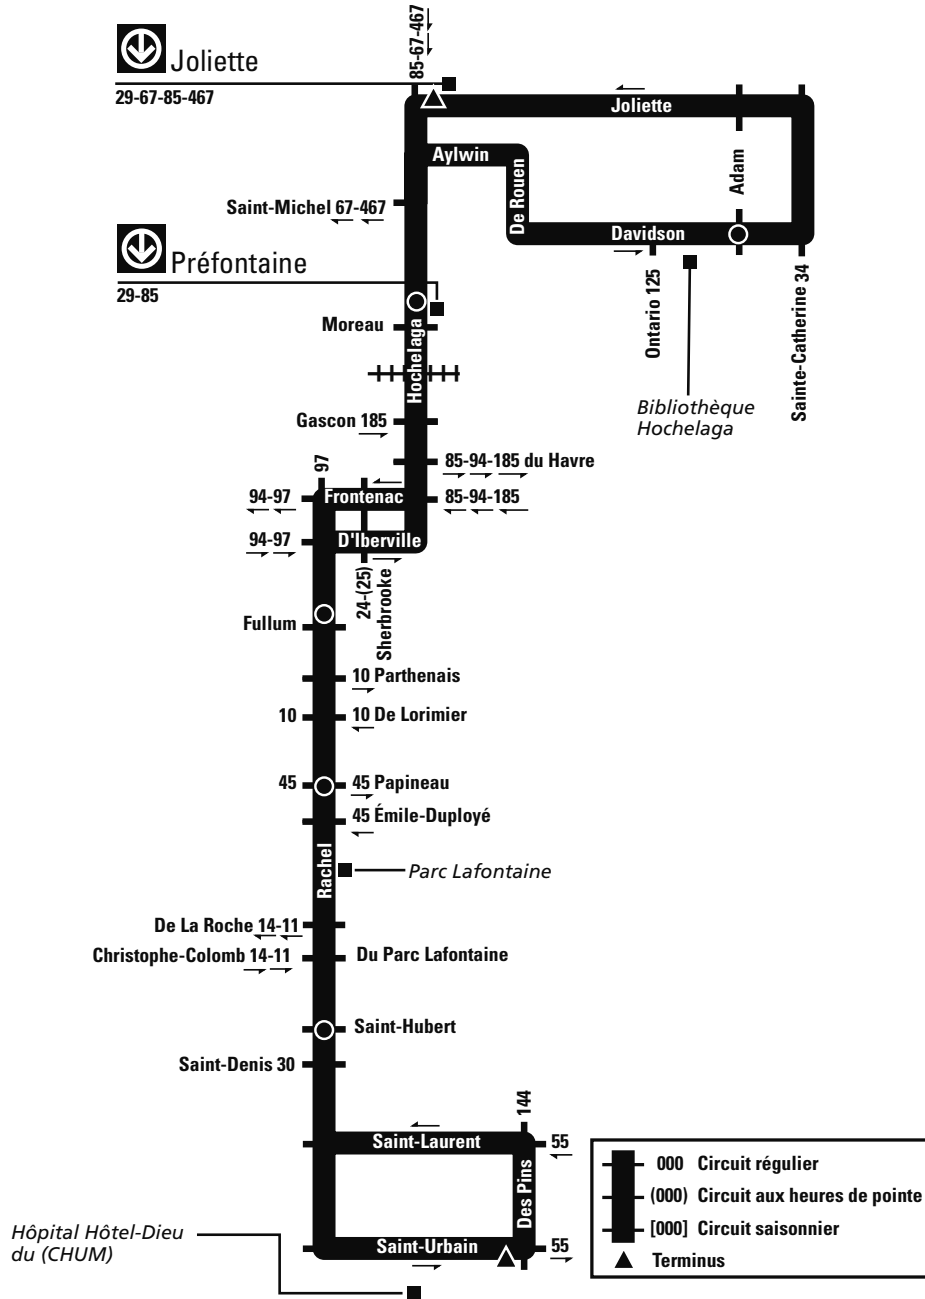 85-67-467
Joliette
29-67-85-467
Joliette
Aylwin
Adam
De Rouen
Saint-Michel 67-467
Davidson
Préfontaine
29-85
Ontario 125
Sainte-Catherine 34
Moreau
Hochelaga
Bibliothèque
Hochelaga
Gascon 185
85-94-185 du Havre
97
94-97
Frontenac
85-94-185
94-97
D'Iberville
24-(25)
Sherbrooke
Fullum
10 Parthenais
10
10 De Lorimier
45
45 Papineau
45 Émile-Duployé
Rachel
Parc Lafontaine
De La Roche 14-11
Christophe-Colomb 14-11
Du Parc Lafontaine
Saint-Hubert
Saint-Denis 30
144
Saint-Laurent
55
Des Pins
000 Circuit régulier
(000) Circuit aux heures de pointe
[000] Circuit saisonnier
Terminus
Hôpital Hôtel-Dieu
du (CHUM)
Saint-Urbain
55